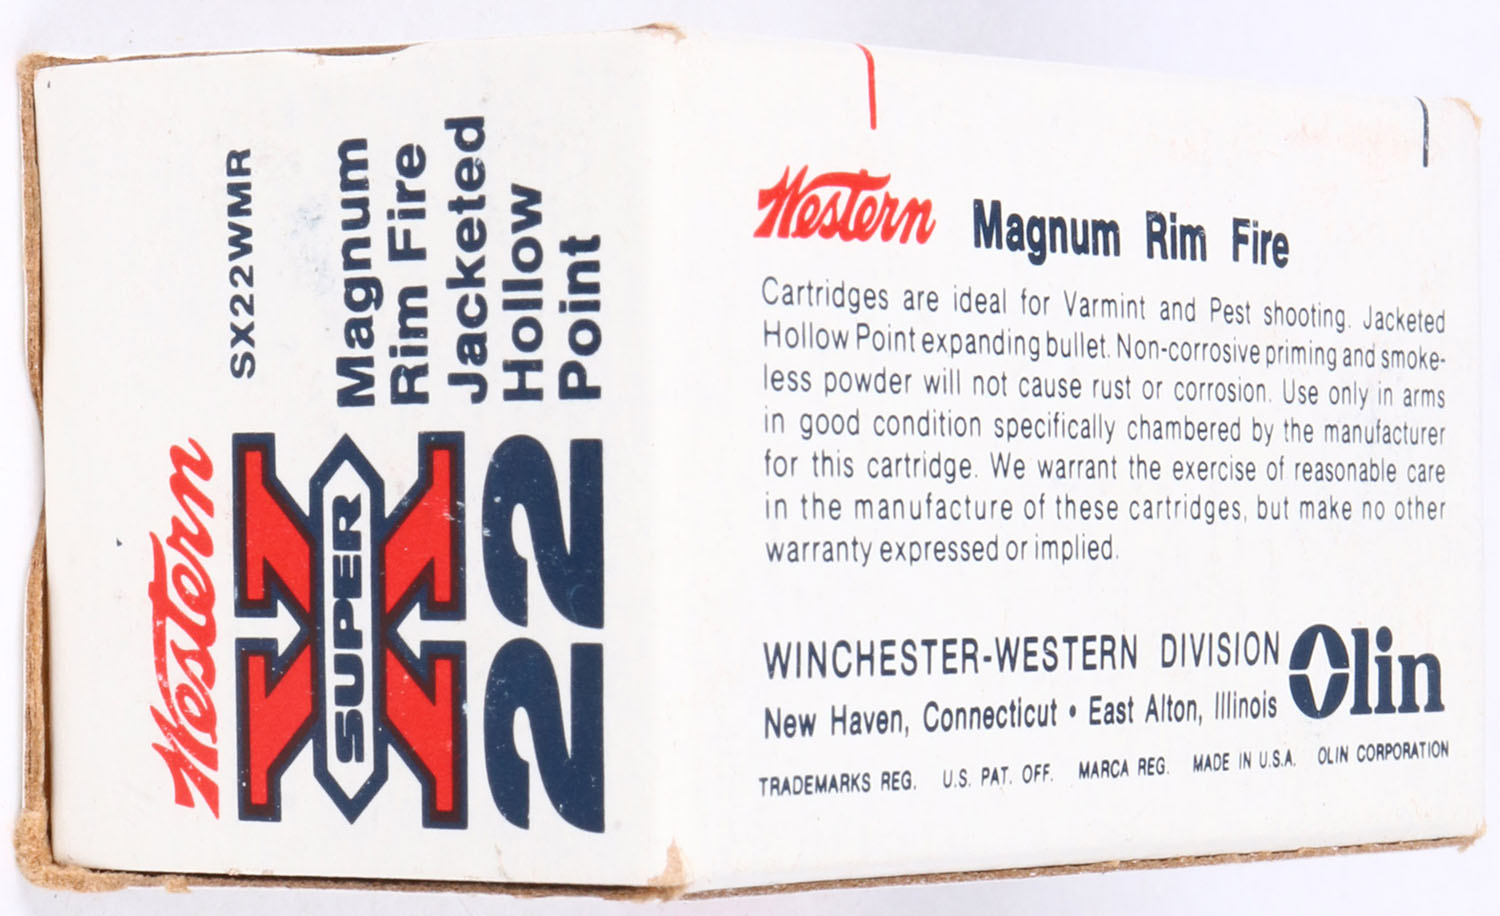 Western
SX22WMR
SUPER X
22
Magnum
Rim Fire
Jacketed
Hollow
Point
Western Magnum Rim Fire
Cartridges are ideal for Varmint and Pest shooting. Jacketed
Hollow Point expanding bullet. Non-corrosive priming and smoke-
less powder will not cause rust or corrosion. Use only in arms
in good condition specifically chambered by the manufacturer
for this cartridge. We warrant the exercise of reasonable care
in the manufacture of these cartridges, but make no other
warranty expressed or implied.
WINCHESTER-WESTERN DIVISION Olin
New Haven, Connecticut • East Alton, Illinois
TRADEMARKS REG. U.S. PAT. OFF. MARCA REG. MADE IN U.S.A. OLIN CORPORATION